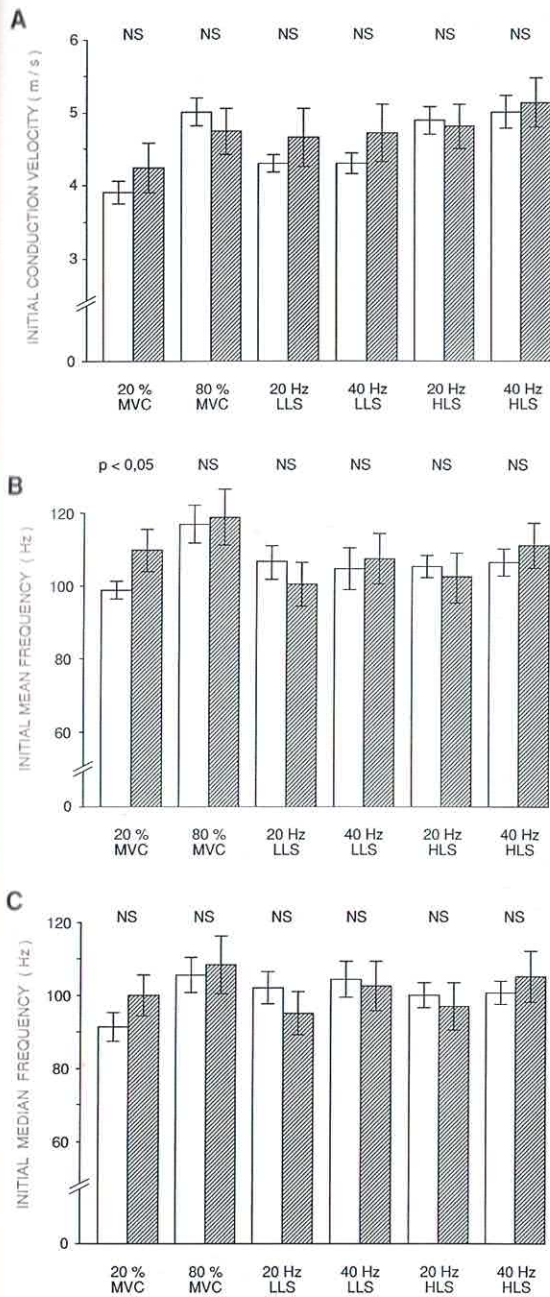 A
NS NS NS NS NS NS
INITIAL CONDUCTION VELOCITY ( m / s )
6
5
4
3
0
20 % 80 % 20 Hz 40 Hz 20 Hz 40 Hz
MVC MVC LLS LLS HLS HLS
p < 0,05 NS NS NS NS NS
B
INITIAL MEAN FREQUENCY ( Hz )
120
100
80
60
0
20 % 80 % 20 Hz 40 Hz 20 Hz 40 Hz
MVC MVC LLS LLS HLS HLS
C
NS NS NS NS NS NS
INITIAL MEDIAN FREQUENCY ( Hz )
120
100
80
60
0
20 % 80 % 20 Hz 40 Hz 20 Hz 40 Hz
MVC MVC LLS LLS HLS HLS